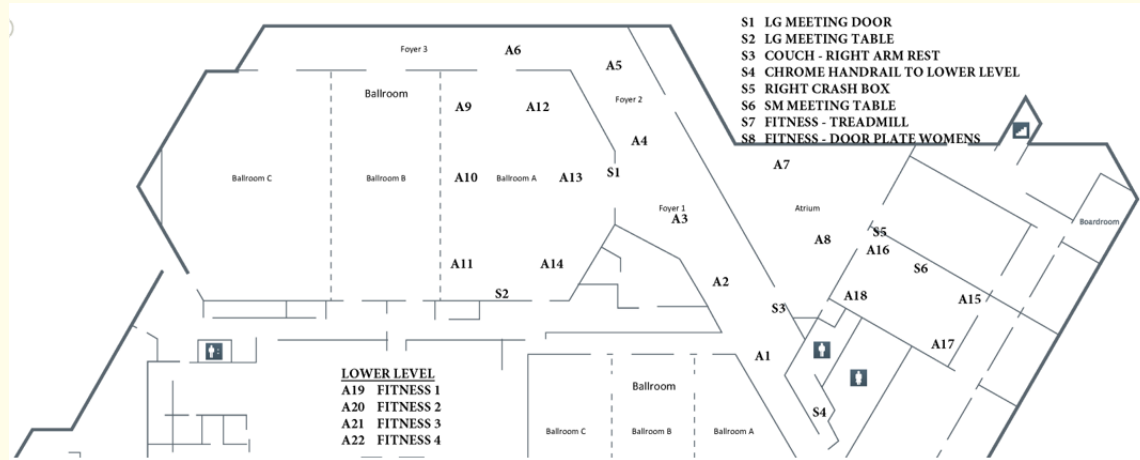 S1 LG MEETING DOOR
S2 LG MEETING TABLE
S3 COUCH - RIGHT ARM REST
S4 CHROME HANDRAIL TO LOWER LEVEL
S5 RIGHT CRASH BOX
S6 SM MEETING TABLE
S7 FITNESS - TREADMILL
S8 FITNESS - DOOR PLATE WOMENS
Foyer 3
A6
A5
Ballroom
Foyer 2
A9
A12
A4
A7
S1
Ballroom C
Ballroom B
A10
Ballroom A
A13
Foyer 1
A3
Atrium
Boardroom
A8
S5
A16
S6
A11
A14
A2
S2
A18
A15
S3
A17
A1
LOWER LEVEL
A19 FITNESS 1
A20 FITNESS 2
A21 FITNESS 3
A22 FITNESS 4
Ballroom
S4
Ballroom C
Ballroom B
Ballroom A